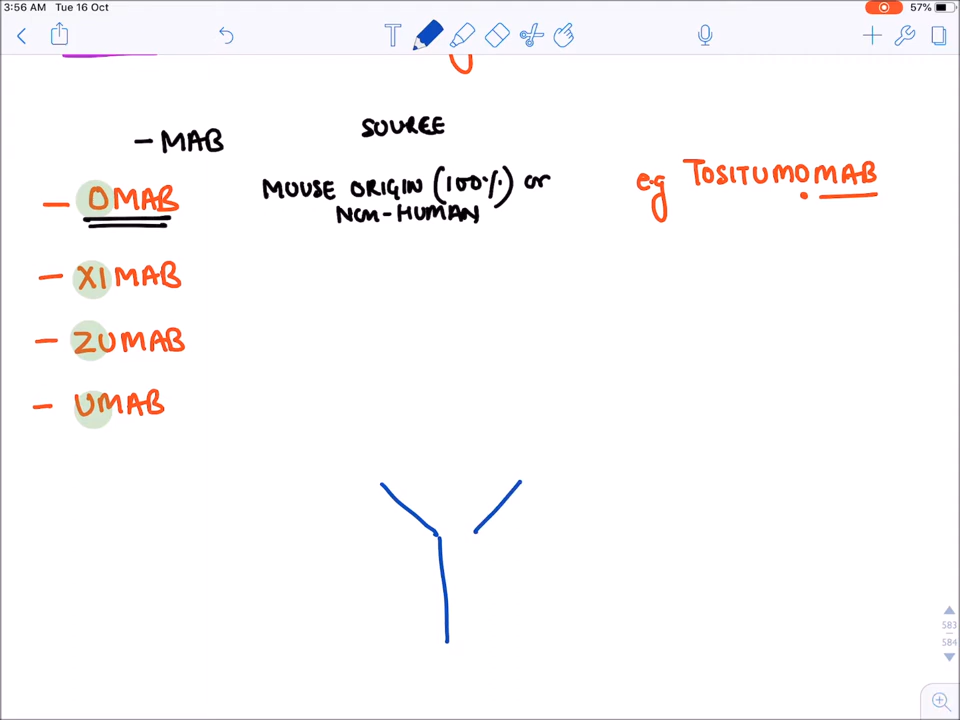 3:56 AM Tue 16 Oct
57%
T
- MAB
SOURCE
- OMAB
MOUSE ORIGIN (100%) or
NON-HUMAN
e.g TOSITUMOMAB
- XIMAB
- ZUMAB
- UMAB
583
584